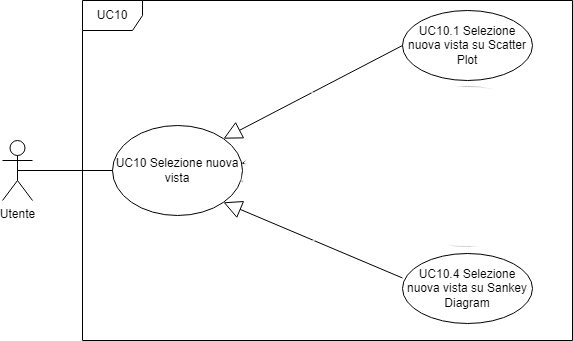 UC10
UC10.1 Selezione
nuova vista su Scatter
Plot
UC10 Selezione nuova
vista
Utente
UC10.4 Selezione
nuova vista su Sankey
Diagram